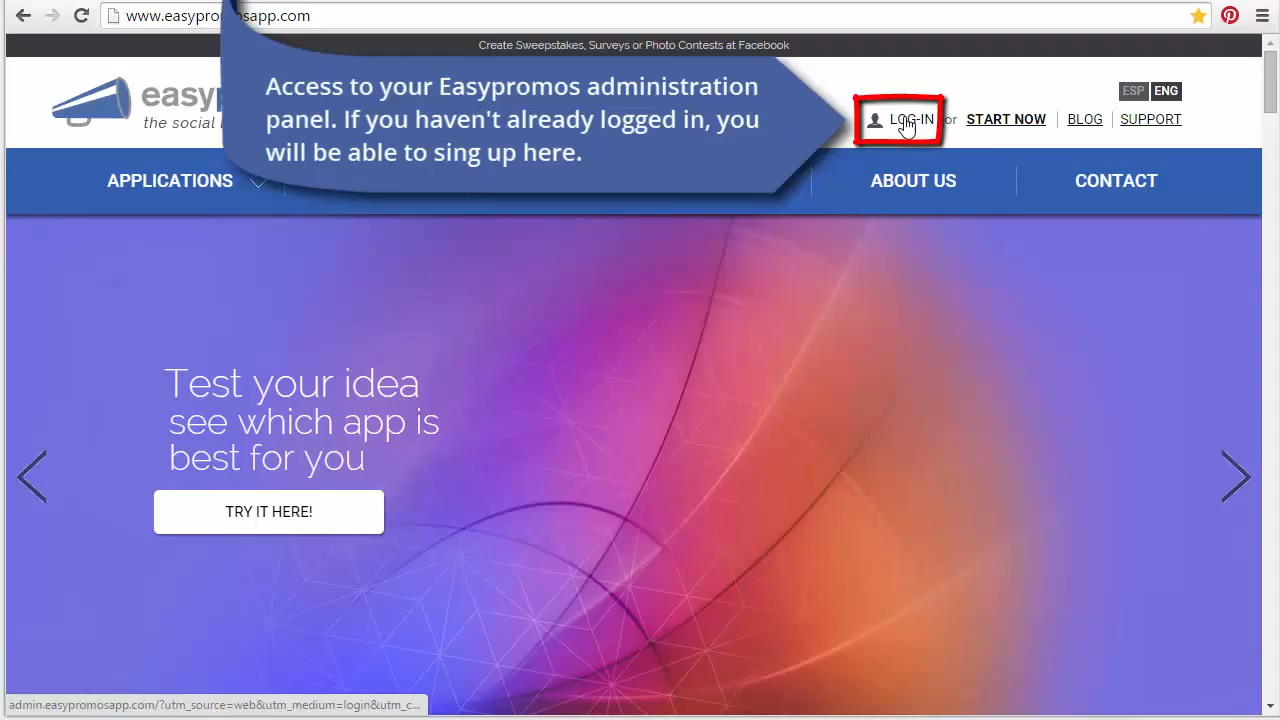 www.easypromosapp.com
Create Sweepstakes, Surveys or Photo Contests at Facebook
the social
Access to your Easypromos administration
panel. If you haven't already logged in, you
will be able to sing up here.
ESP ENG
LOG-IN or START NOW BLOG SUPPORT
APPLICATIONS ABOUT US CONTACT
Test your idea
see which app is
best for you
TRY IT HERE!
admin.easypromosapp.com/?utm_source=web&utm_medium=login&utm_c...